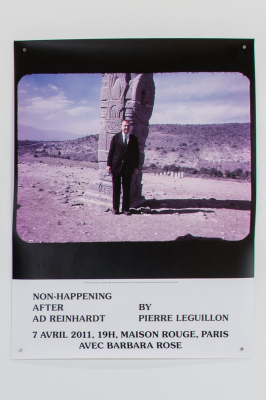 NON-HAPPENING
AFTER BY
AD REINHARDT PIERRE LEGUILLON
7 AVRIL 2011, 19H, MAISON ROUGE, PARIS
AVEC BARBARA ROSE